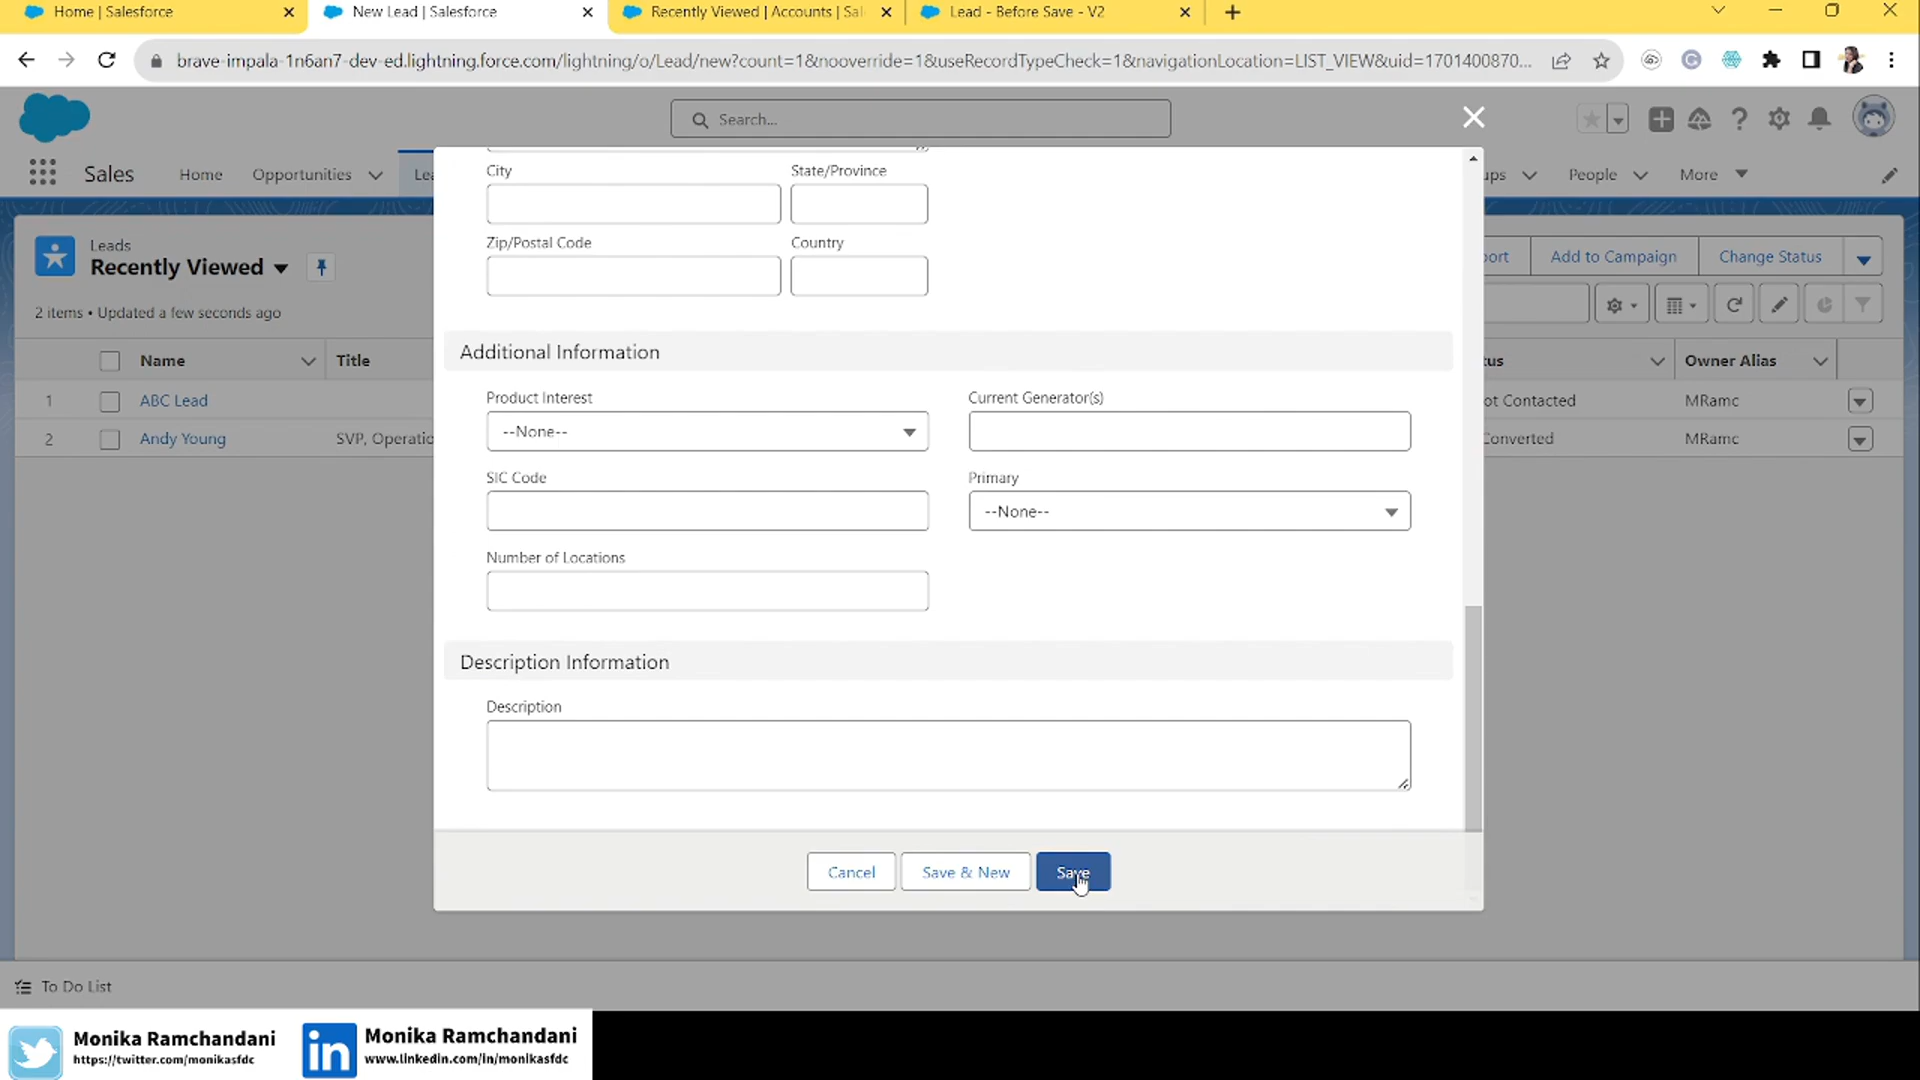 Home | Salesforce
New Lead | Salesforce
Recently Viewed | Accounts | Sal
Lead - Before Save - V2
brave-impala-1n6an7-dev-ed.lightning.force.com/lightning/o/Lead/new?count=1&nooverride=1&useRecordTypeCheck=1&navigationLocation=LIST_VIEW&uid=1701400870...
Search...
Sales
Home
Opportunities
Lea
ups
People
More
Leads
Recently Viewed
2 items • Updated a few seconds ago
port
Add to Campaign
Change Status
Name
Title
tus
Owner Alias
1
ABC Lead
ot Contacted
MRamc
2
Andy Young
SVP, Operatio
Converted
MRamc
City
State/Province
Zip/Postal Code
Country
Additional Information
Product Interest
Current Generator(s)
--None--
SIC Code
Primary
--None--
Number of Locations
Description Information
Description
Cancel
Save & New
Save
To Do List
Monika Ramchandani
https://twitter.com/monikasfdc
in
Monika Ramchandani
www.linkedin.com/in/monikasfdc